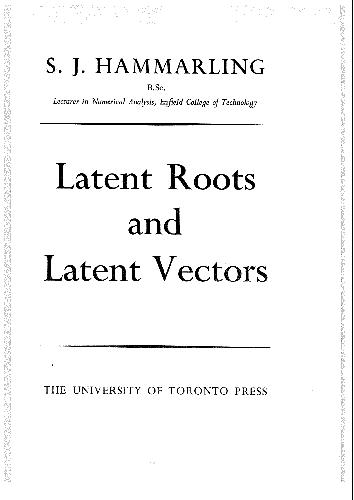 S. J. HAMMARLING
B.Sc.
Lecturer in Numerical Analysis, Enfield College of Technology
Latent Roots
and
Latent Vectors
THE UNIVERSITY OF TORONTO PRESS